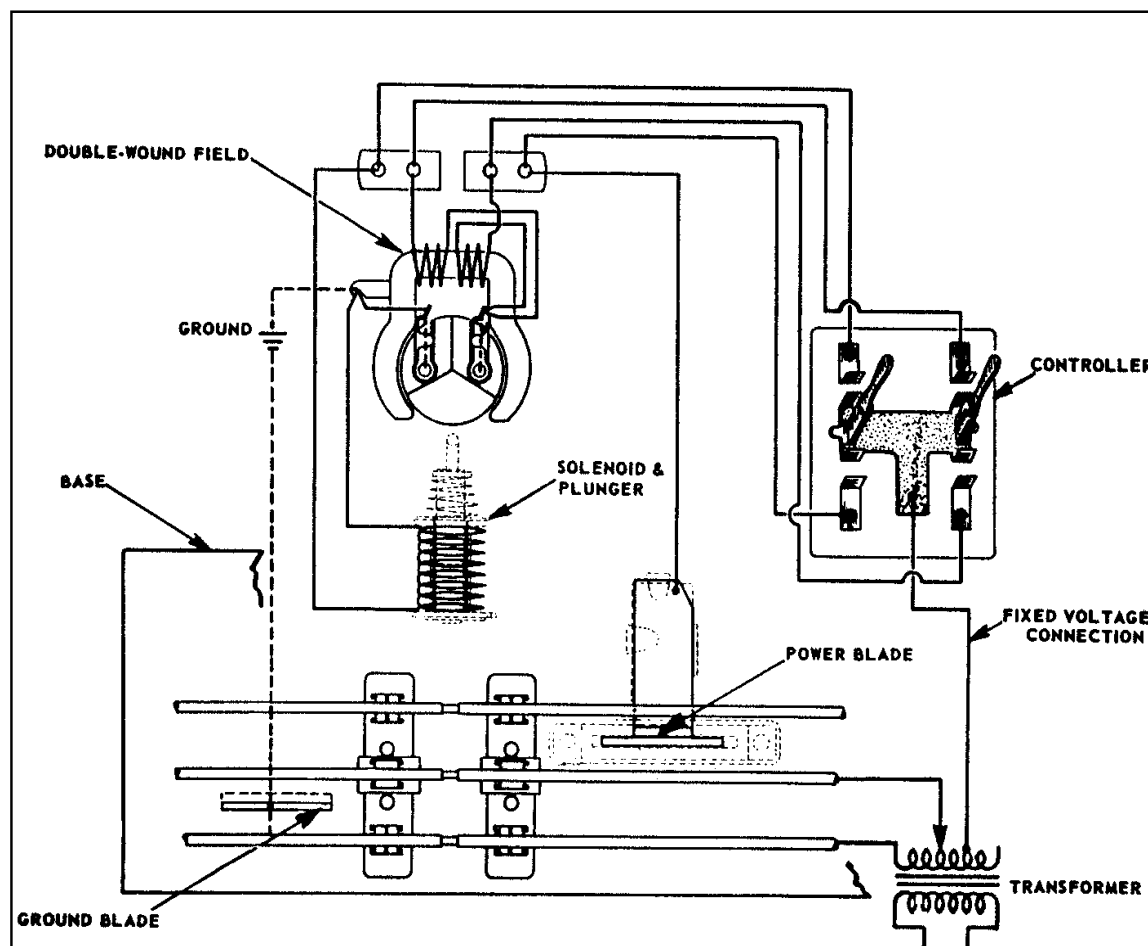 DOUBLE-WOUND FIELD
GROUND
CONTROLLER
BASE
SOLENOID &
PLUNGER
FIXED VOLTAGE
CONNECTION
POWER BLADE
TRANSFORMER
GROUND BLADE